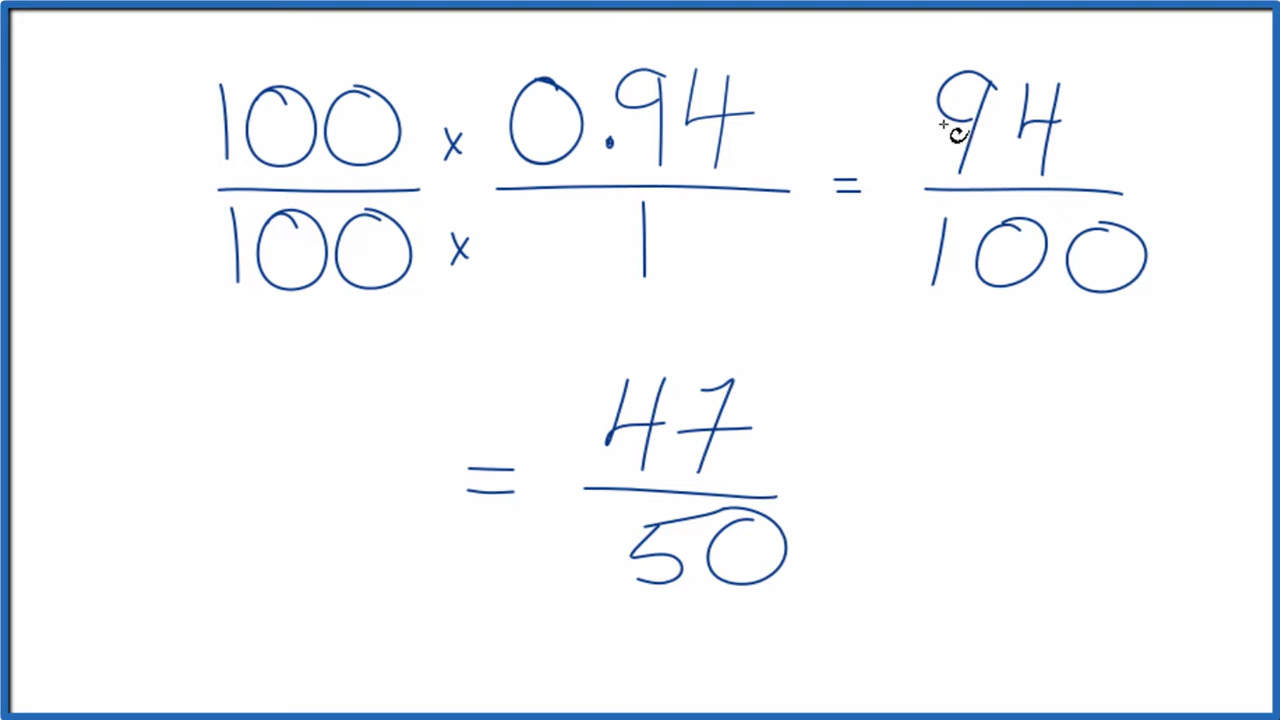 100 × 0.94 = 94
100 × 1 100
= 47
50